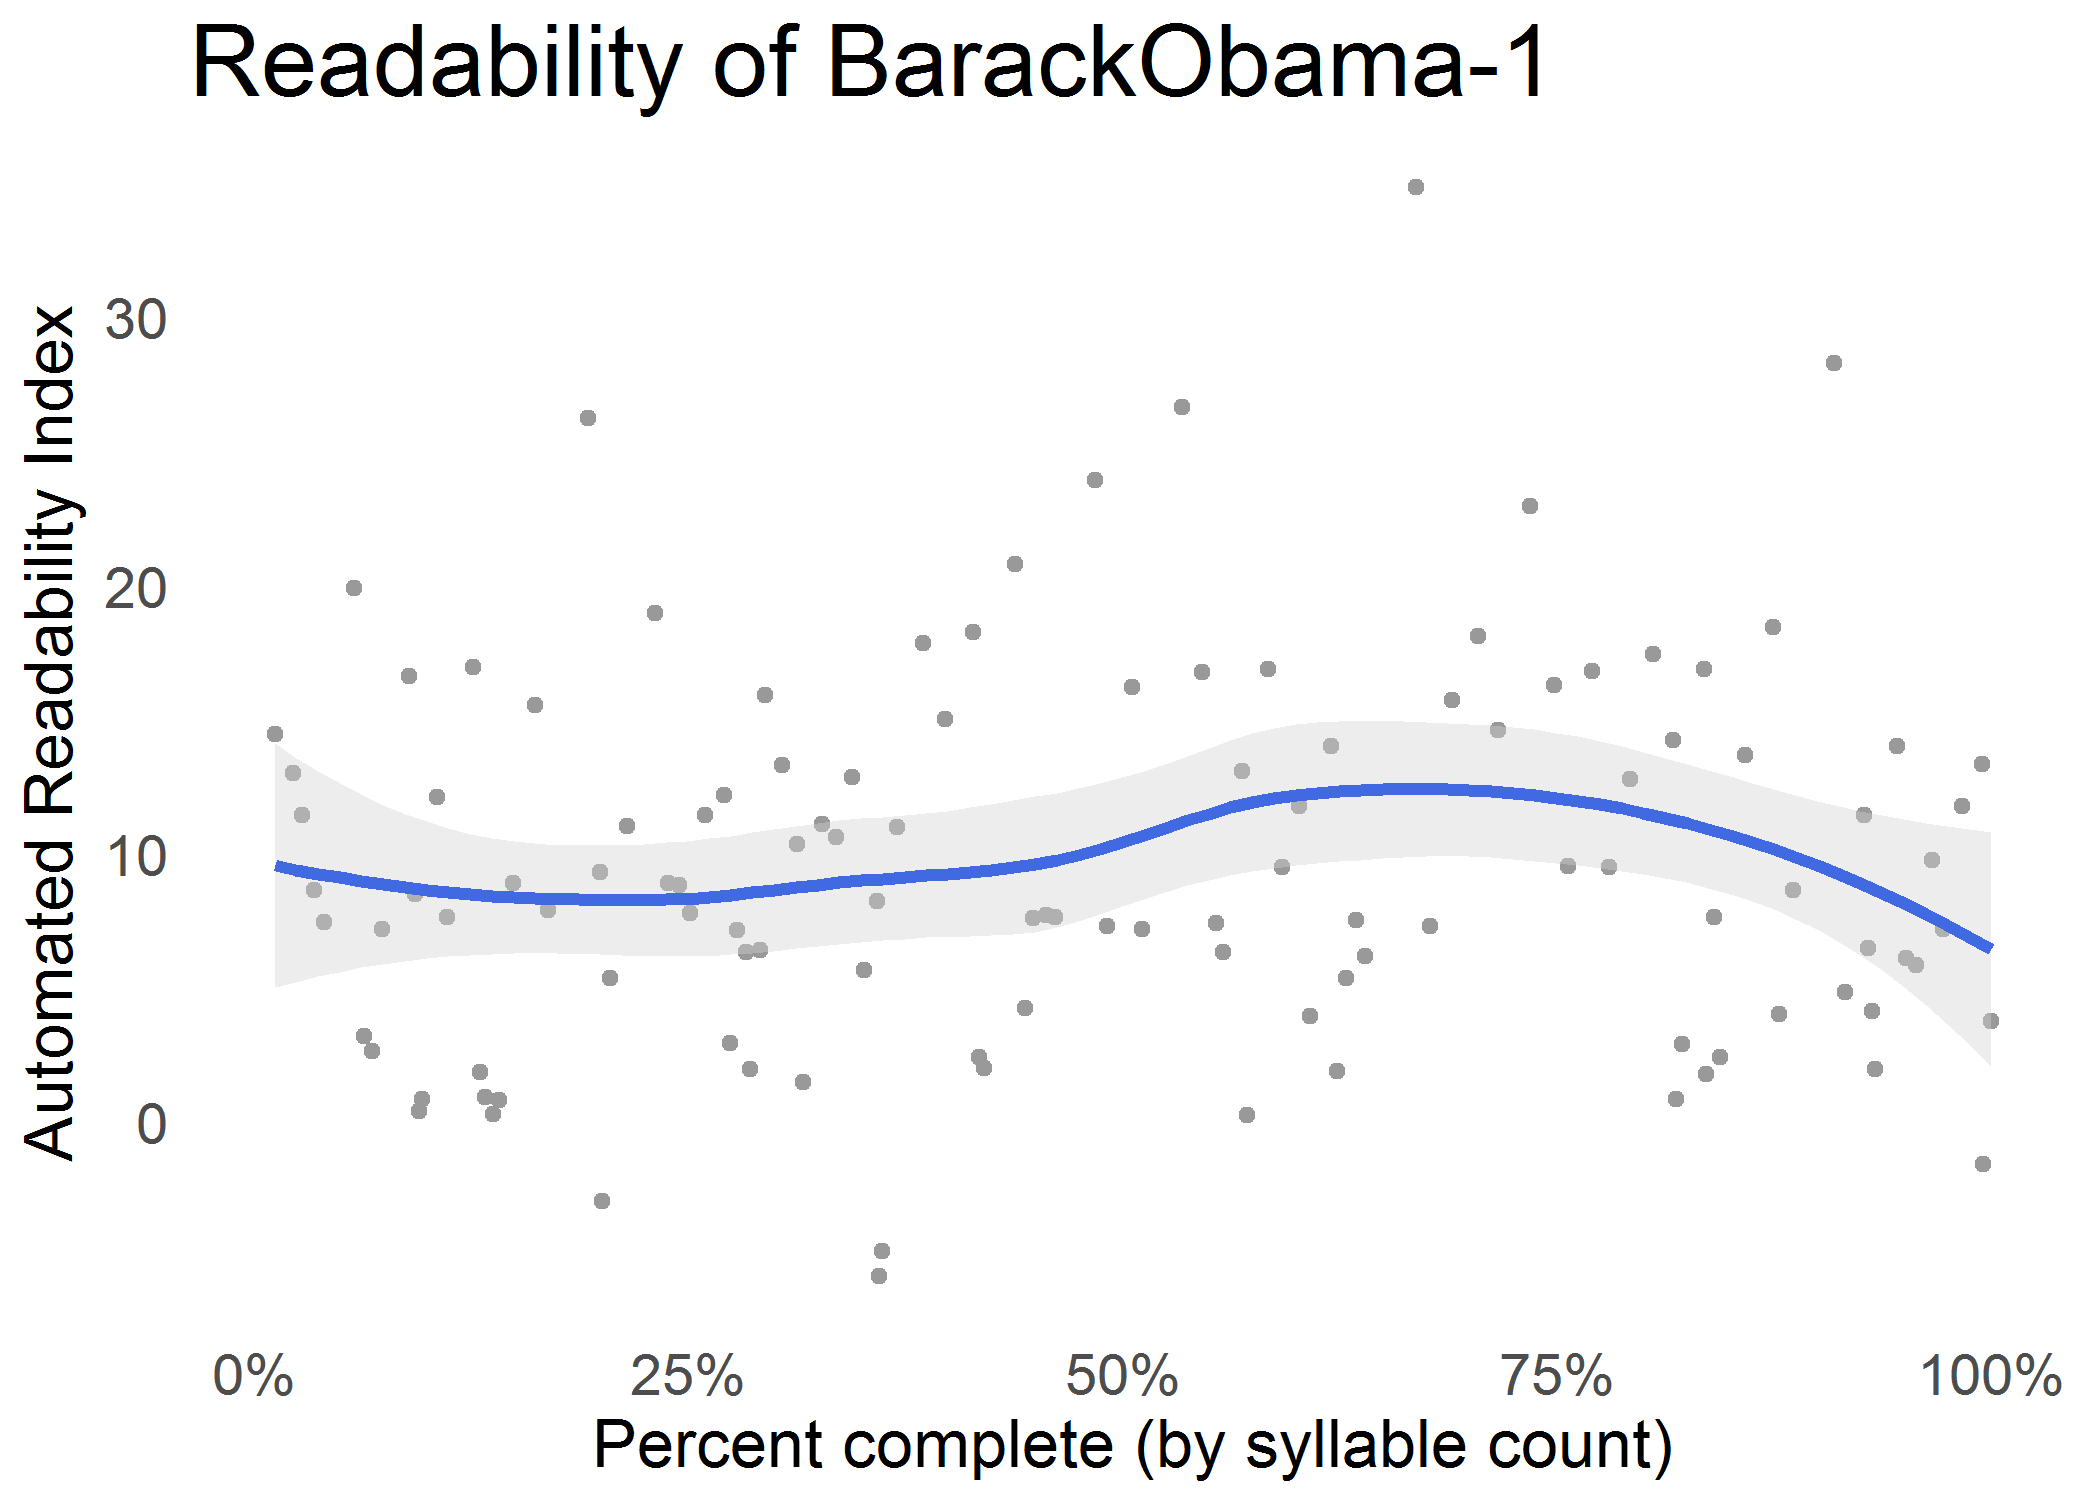 Readability of BarackObama-1
Automated Readability Index
30
20
10
0
0% 25% 50% 75% 100%
Percent complete (by syllable count)